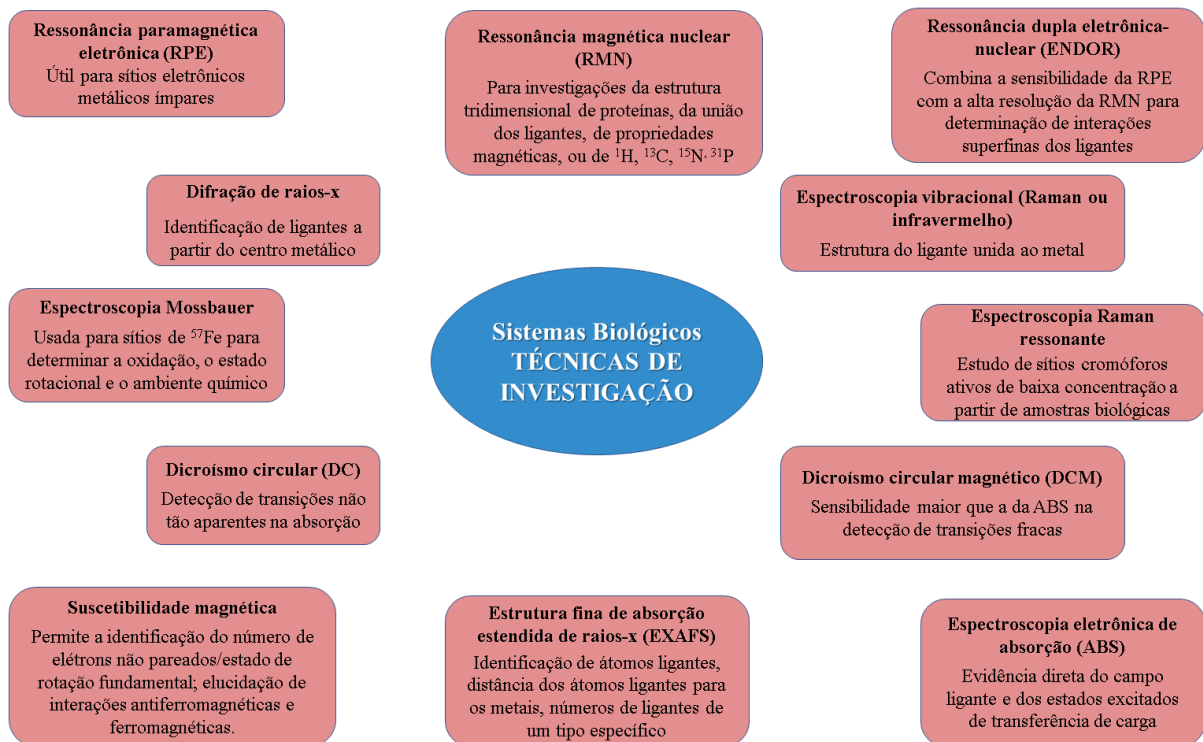 Ressonância paramagnética
eletrônica (RPE)
Útil para sítios eletrônicos
metálicos ímpares
Ressonância magnética nuclear
(RMN)
Para investigações da estrutura
tridimensional de proteínas, da união
dos ligantes, de propriedades
magnéticas, ou de ¹H, ¹³C, ¹⁵N, ³¹P
Ressonância dupla eletrônica-
nuclear (ENDOR)
Combina a sensibilidade da RPE
com a alta resolução da RMN para
determinação de interações
superfinas dos ligantes
Difração de raios-x
Identificação de ligantes a
partir do centro metálico
Espectroscopia vibracional (Raman ou
infravermelho)
Estrutura do ligante unida ao metal
Espectroscopia Mossbauer
Usada para sítios de ⁵⁷Fe para
determinar a oxidação, o estado
rotacional e o ambiente químico
Sistemas Biológicos
TÉCNICAS DE
INVESTIGAÇÃO
Espectroscopia Raman
ressonante
Estudo de sítios cromóforos
ativos de baixa concentração a
partir de amostras biológicas
Dicroísmo circular (DC)
Detecção de transições não
tão aparentes na absorção
Dicroísmo circular magnético (DCM)
Sensibilidade maior que a da ABS na
detecção de transições fracas
Suscetibilidade magnética
Permite a identificação do número de
elétrons não pareados/estado de
rotação fundamental; elucidação de
interações antiferromagnéticas e
ferromagnéticas.
Estrutura fina de absorção
estendida de raios-x (EXAFS)
Identificação de átomos ligantes,
distância dos átomos ligantes para
os metais, números de ligantes de
um tipo específico
Espectroscopia eletrônica de
absorção (ABS)
Evidência direta do campo
ligante e dos estados excitados
de transferência de carga